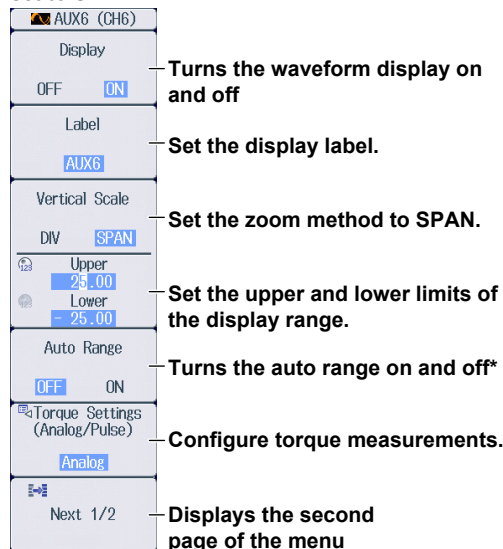 AUX6 (CH6)
Display
OFF ON
Turns the waveform display on
and off
Label
AUX6
Set the display label.
Vertical Scale
DIV SPAN
Set the zoom method to SPAN.
Upper
25.00
Lower
- 25.00
Set the upper and lower limits of
the display range.
Auto Range
OFF ON
Turns the auto range on and off*
Torque Settings
(Analog/Pulse)
Analog
Configure torque measurements.
Next 1/2
Displays the second
page of the menu